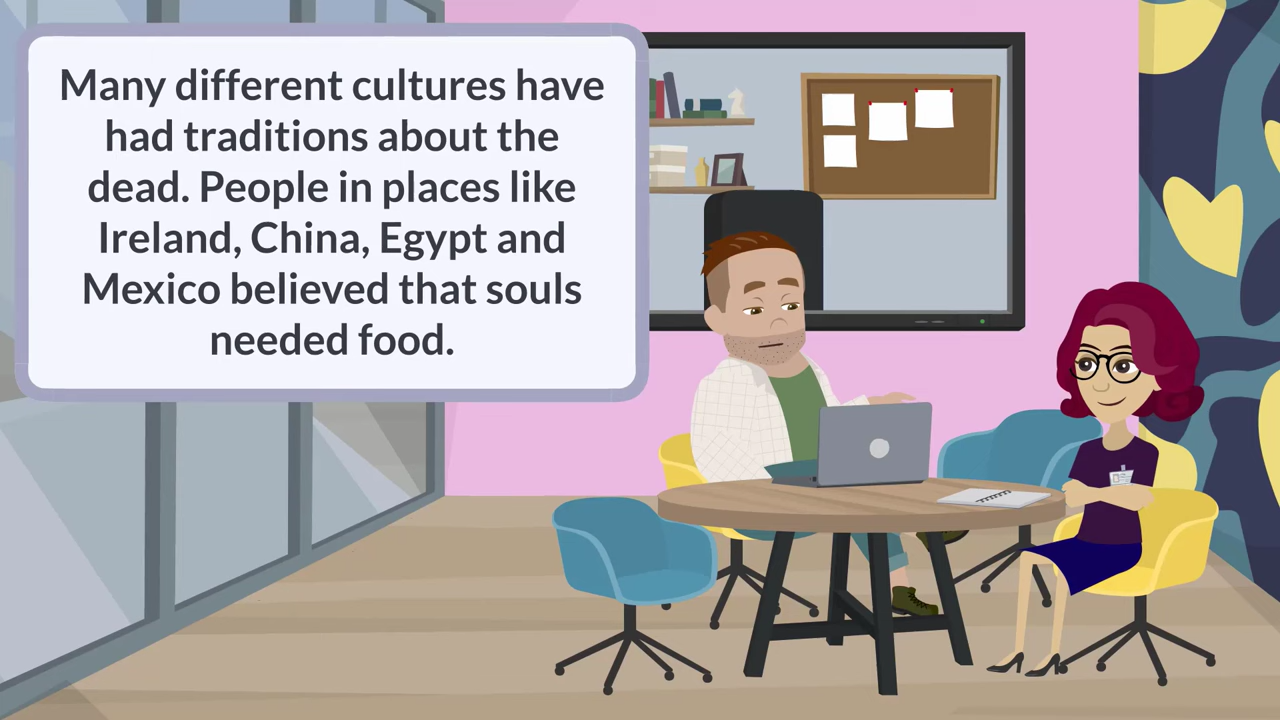 Many different cultures have
had traditions about the
dead. People in places like
Ireland, China, Egypt and
Mexico believed that souls
needed food.